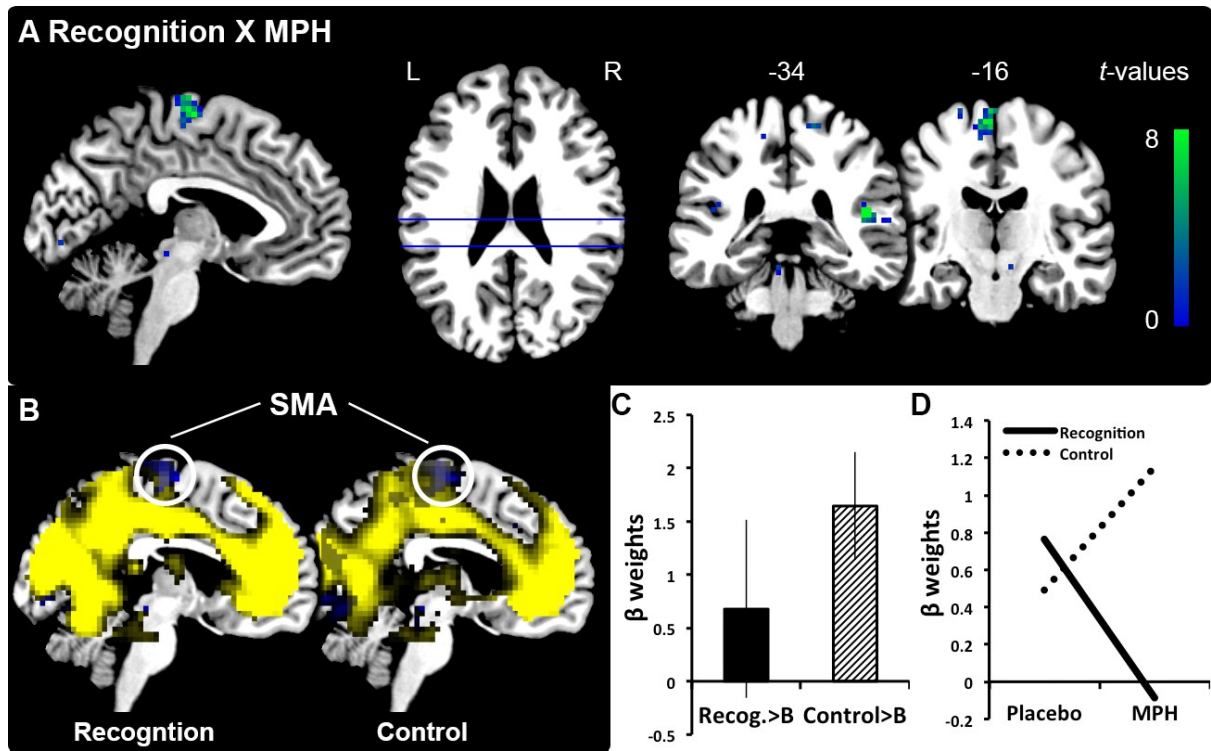 A Recognition X MPH
L
R
-34
-16
t-values
8
0
B
SMA
Recogntion
Control
C
β weights
2.5
2
1.5
1
0.5
0
-0.5
Recog.>B
Control>B
D
β weights
1.4
1.2
1
0.8
0.6
0.4
0.2
0
-0.2
Recognition
Control
Placebo
MPH